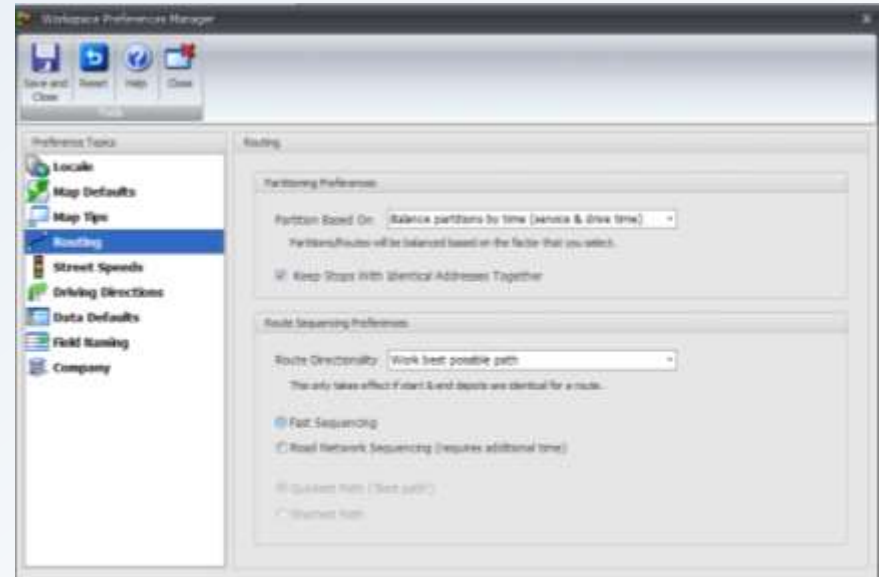 Workspace Preferences Manager
Save and Close
Reset
Help
Close
Tools
Preference Topics
Locale
Map Defaults
Map Tips
Routing
Street Speeds
Driving Directions
Data Defaults
Field Naming
Company
Routing
Partitioning Preferences
Partition Based On Balance partitions by time (service & drive time)
Partitions/Routes will be balanced based on the factor that you select.
Keep Stops With Identical Addresses Together
Route Sequencing Preferences
Route Directionality Work best possible path
This only takes effect if start & end depots are identical for a route.
Fast Sequencing
Road Network Sequencing (requires additional time)
Quickest Path ('Best path')
Shortest Path